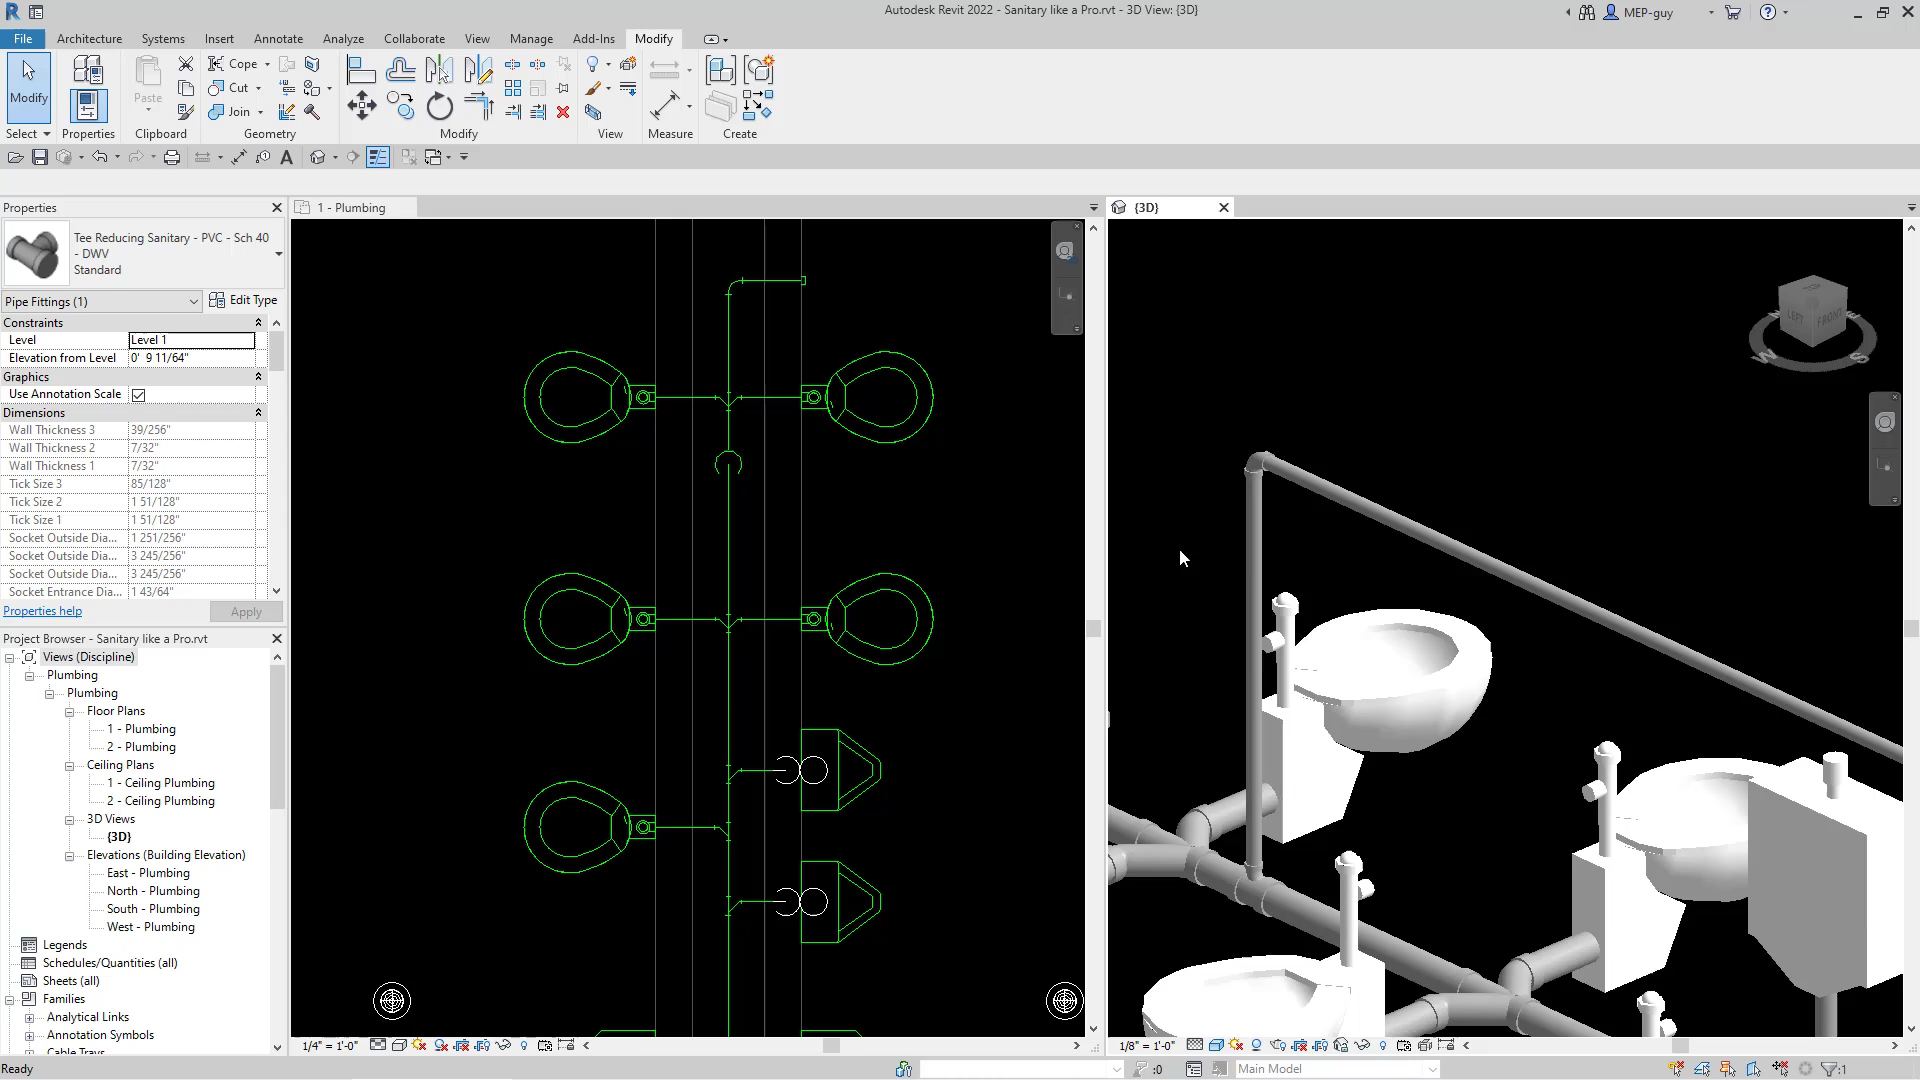 Autodesk Revit 2022 - Sanitary like a Pro.rvt - 3D View: {3D}
MEP-guy
File Architecture Systems Insert Annotate Analyze Collaborate View Manage Add-Ins Modify
Modify
Paste
Cope
Cut
Join
Select Properties Clipboard Geometry Modify View Measure Create
Properties
1 - Plumbing
{3D}
Tee Reducing Sanitary - PVC - Sch 40
- DWV
Standard
Pipe Fittings (1)
Edit Type
Constraints
Level Level 1
Elevation from Level 0' 9 11/64"
Graphics
Use Annotation Scale
Dimensions
Wall Thickness 3 39/256"
Wall Thickness 2 7/32"
Wall Thickness 1 7/32"
Tick Size 3 85/128"
Tick Size 2 1 51/128"
Tick Size 1 1 51/128"
Socket Outside Dia... 1 251/256"
Socket Outside Dia... 3 245/256"
Socket Outside Dia... 3 245/256"
Socket Entrance Dia... 1 43/64"
Properties help
Apply
Project Browser - Sanitary like a Pro.rvt
Views (Discipline)
Plumbing
Plumbing
Floor Plans
1 - Plumbing
2 - Plumbing
Ceiling Plans
1 - Ceiling Plumbing
2 - Ceiling Plumbing
3D Views
{3D}
Elevations (Building Elevation)
East - Plumbing
North - Plumbing
South - Plumbing
West - Plumbing
Legends
Schedules/Quantities (all)
Sheets (all)
Families
Analytical Links
Annotation Symbols
Cable Trays
LEFT FRONT
W S
1/4" = 1'-0"
1/8" = 1'-0"
Ready
:0
Main Model
:1